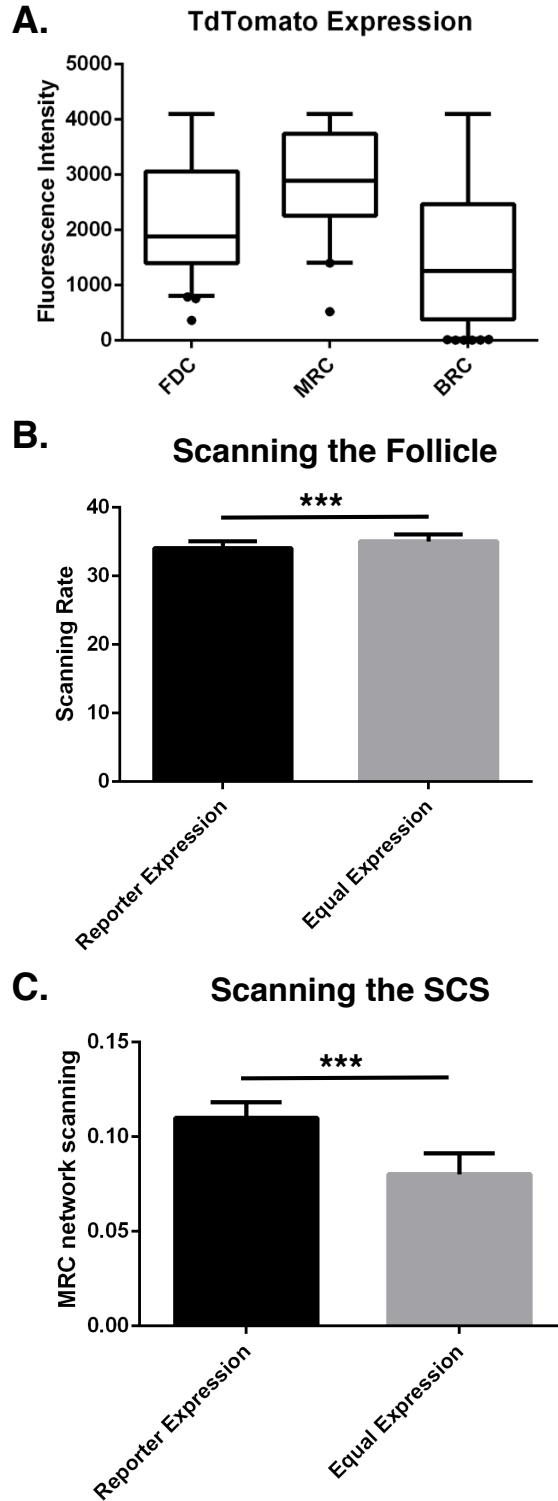 A.
TdTomato Expression
Fluorescence Intensity
5000
4000
3000
2000
1000
0
FDC
MRC
BRC
B.
Scanning the Follicle
***
Scanning Rate
40
30
20
10
0
Reporter Expression
Equal Expression
C.
Scanning the SCS
***
MRC network scanning
0.15
0.10
0.05
0.00
Reporter Expression
Equal Expression